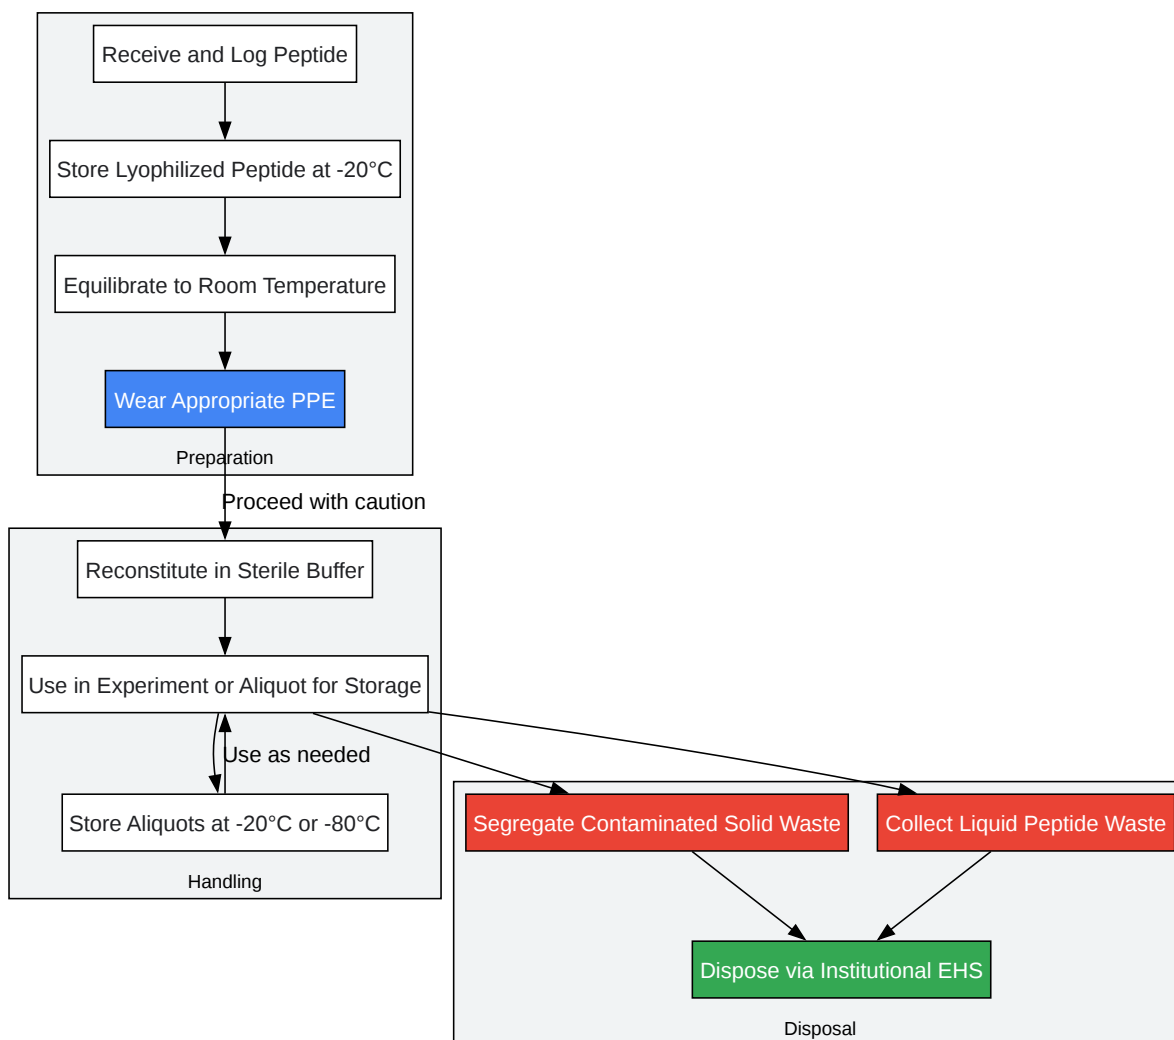 Receive and Log Peptide
Store Lyophilized Peptide at -20°C
Equilibrate to Room Temperature
Wear Appropriate PPE
Preparation
Proceed with caution
Reconstitute in Sterile Buffer
Use in Experiment or Aliquot for Storage
Use as needed
Store Aliquots at -20°C or -80°C
Handling
Segregate Contaminated Solid Waste
Collect Liquid Peptide Waste
Dispose via Institutional EHS
Disposal